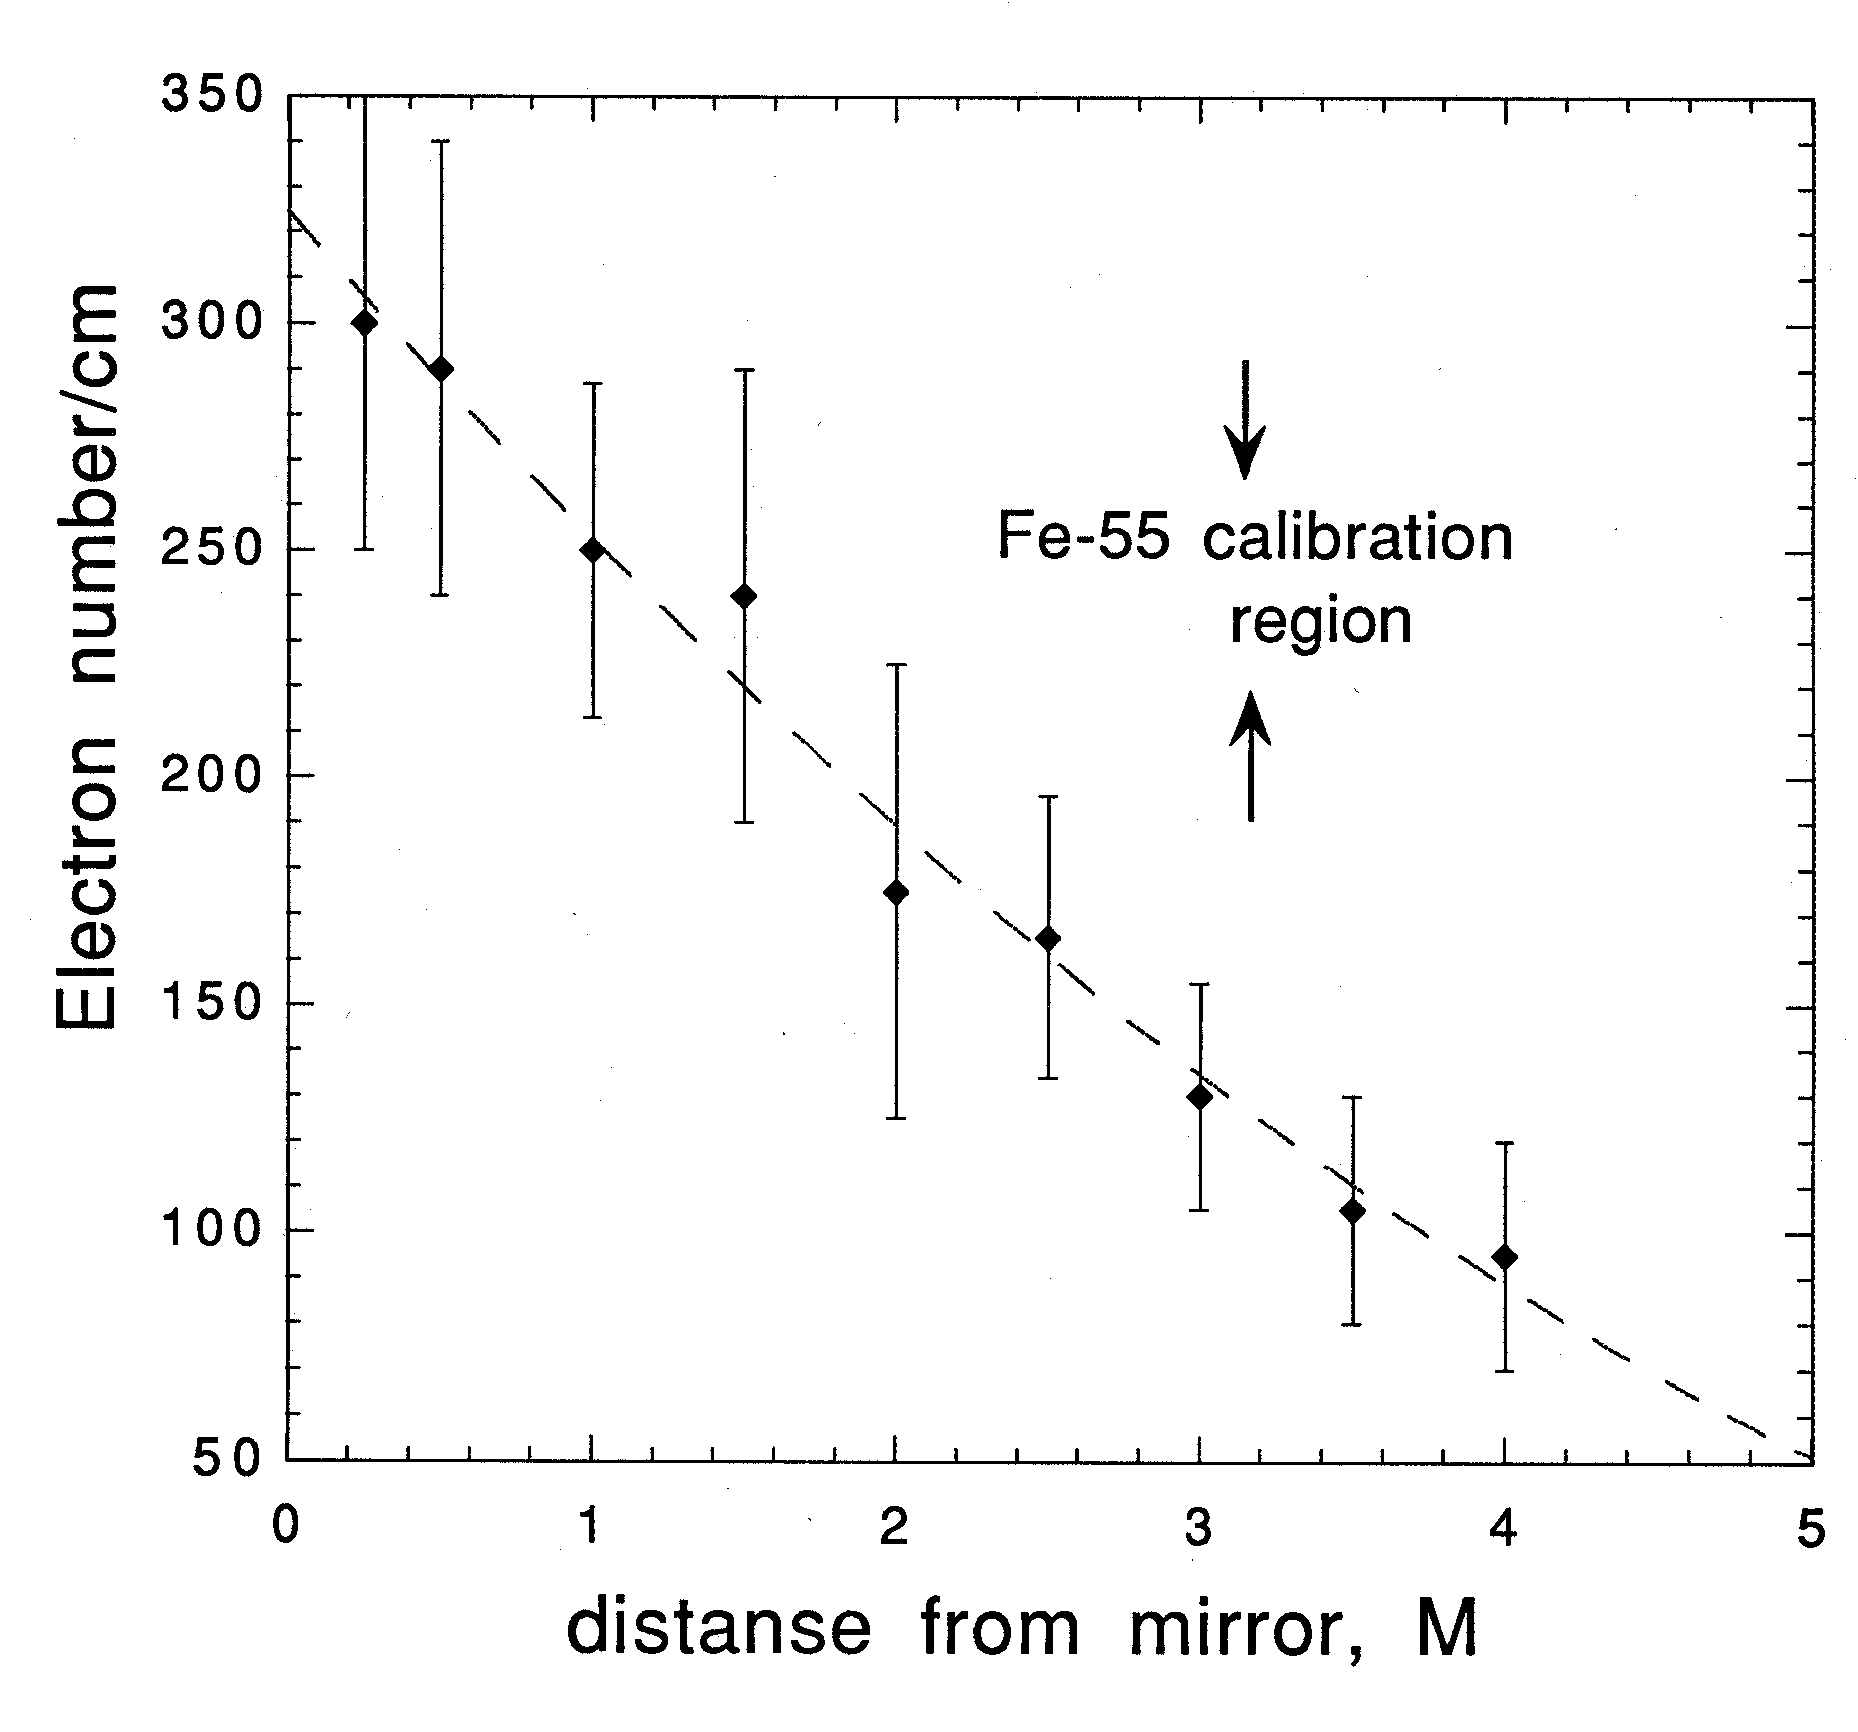 350
300
250
200
150
100
50
Electron number/cm
Fe-55 calibration
region
0 1 2 3 4 5
distanse from mirror, M